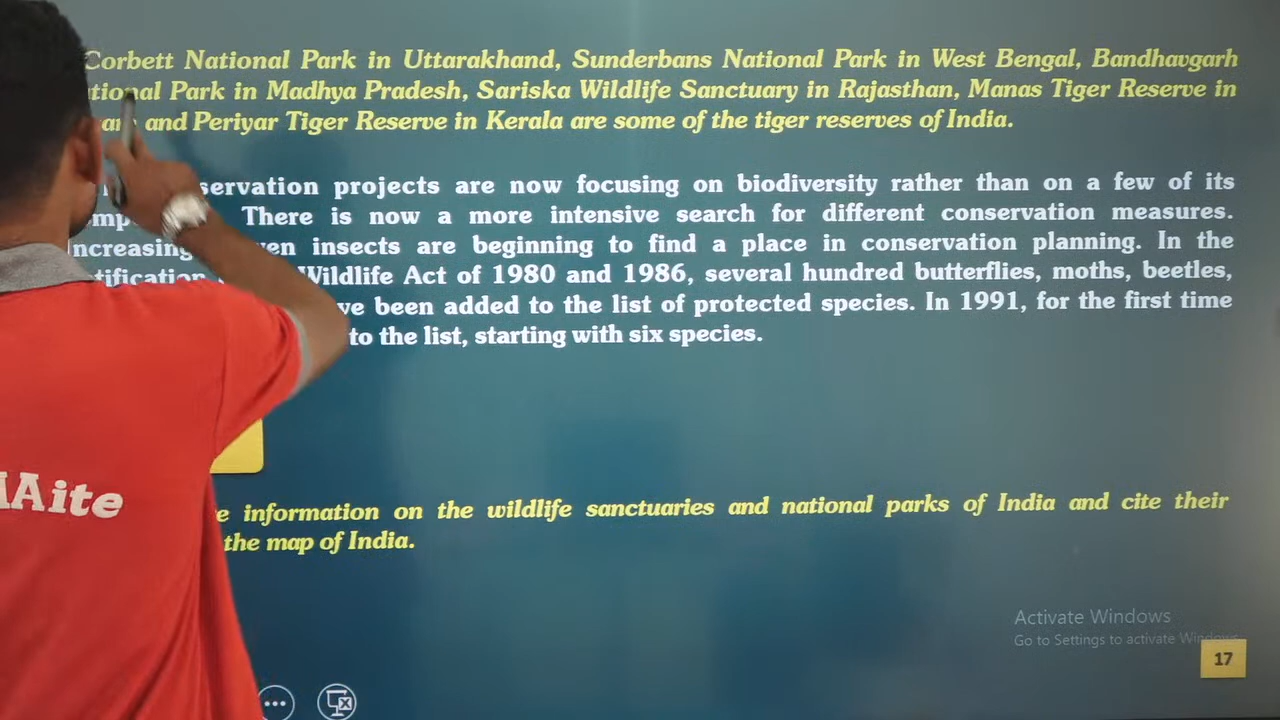 Corbett National Park in Uttarakhand, Sunderbans National Park in West Bengal, Bandhavgarh
Park in Madhya Pradesh, Sariska Wildlife Sanctuary in Rajasthan, Manas Tiger Reserve in
and Periyar Tiger Reserve in Kerala are some of the tiger reserves of India.
projects are now focusing on biodiversity rather than on a few of its
There is now a more intensive search for different conservation measures.
insects are beginning to find a place in conservation planning. In the
Wildlife Act of 1980 and 1986, several hundred butterflies, moths, beetles,
been added to the list of protected species. In 1991, for the first time
to the list, starting with six species.
information on the wildlife sanctuaries and national parks of India and cite their
the map of India.
Activate Windows
Go to Settings to activate Windows.
17